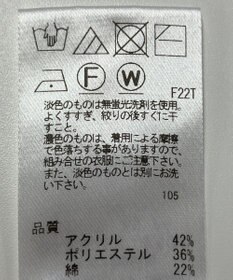 F
W
F22T
淡色のものは無蛍光洗剤を使用。
よくすすぎ、絞りの後すぐに干
すこと。
濃色のものは、着用による摩擦
で色落ちする事がありますので、
組み合せの衣服にご注意下さい。
また、淡色のものとは別にお洗
い下さい。
105
品質
アクリル 42%
ポリエステル 36%
綿 22%